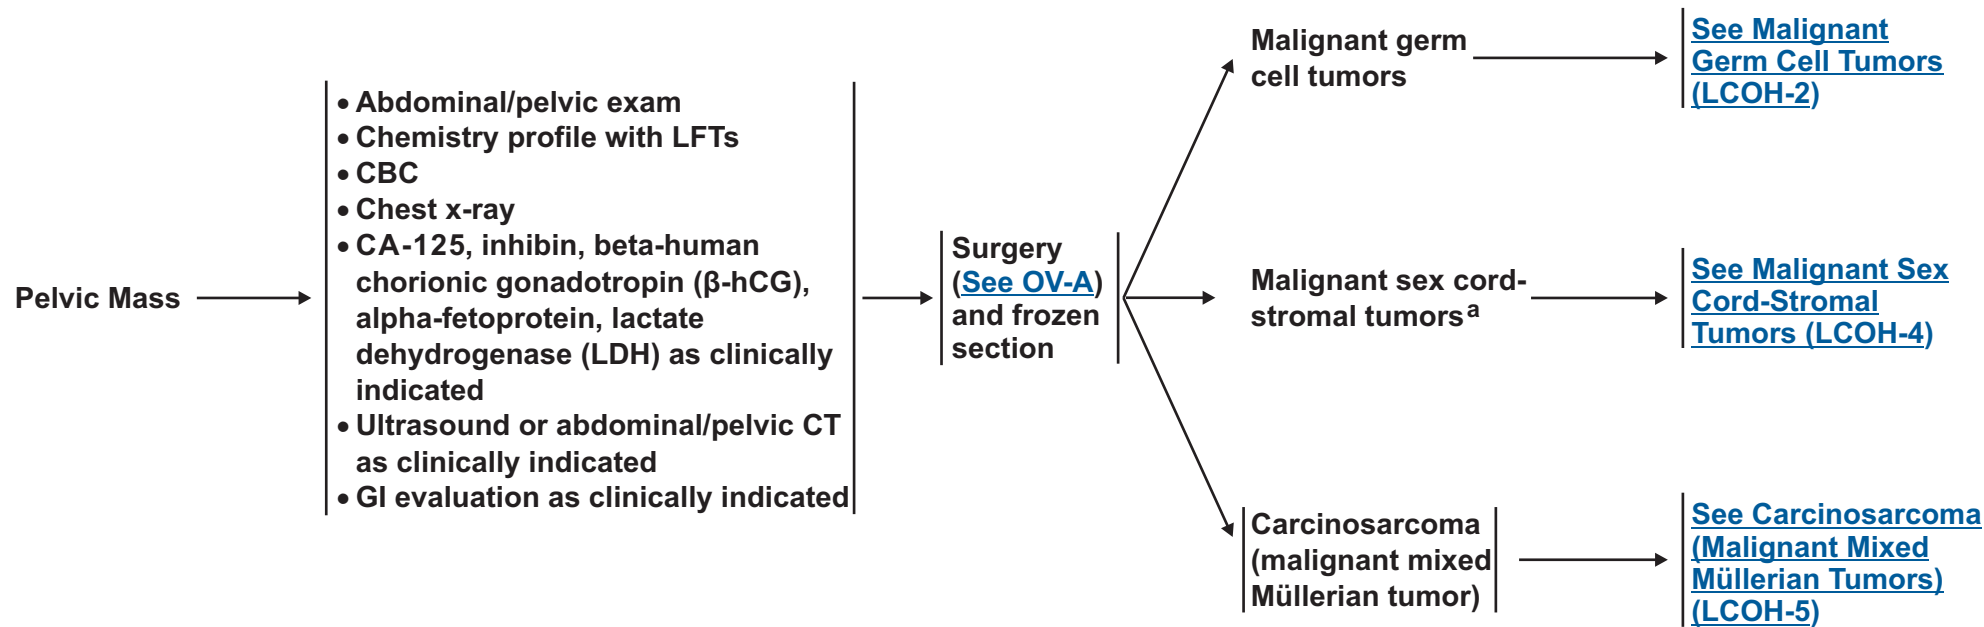 Pelvic Mass
• Abdominal/pelvic exam
• Chemistry profile with LFTs
• CBC
• Chest x-ray
• CA-125, inhibin, beta-human
chorionic gonadotropin (β-hCG),
alpha-fetoprotein, lactate
dehydrogenase (LDH) as clinically
indicated
• Ultrasound or abdominal/pelvic CT
as clinically indicated
• GI evaluation as clinically indicated
Surgery
(See OV-A)
and frozen
section
Malignant germ
cell tumors
See Malignant
Germ Cell Tumors
(LCOH-2)
Malignant sex cord-
stromal tumors a
See Malignant Sex
Cord-Stromal
Tumors (LCOH-4)
Carcinosarcoma
(malignant mixed
Müllerian tumor)
See Carcinosarcoma
(Malignant Mixed
Müllerian Tumors)
(LCOH-5)